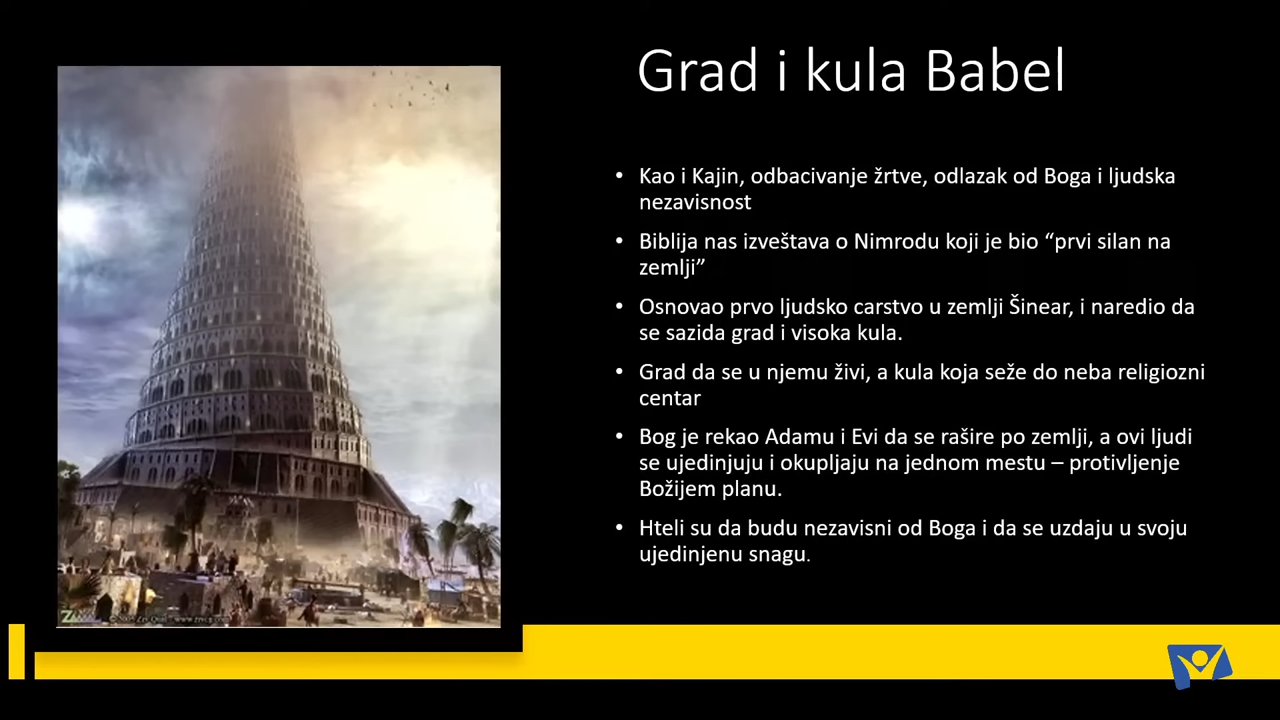 Grad i kula Babel
• Kao i Kajin, odbacivanje žrtve, odlazak od Boga i ljudska
nezavisnost
• Biblija nas izveštava o Nimrodu koji je bio “prvi silan na
zemlji”
• Osnovao prvo ljudsko carstvo u zemlji Šinear, i naredio da
se sazida grad i visoka kula.
• Grad da se u njemu živi, a kula koja seže do neba religiozni
centar
• Bog je rekao Adamu i Evi da se rašire po zemlji, a ovi ljudi
se ujedinjuju i okupljaju na jednom mestu – protivljenje
Božijem planu.
• Hteli su da budu nezavisni od Boga i da se uzdaju u svoju
ujedinjenu snagu.